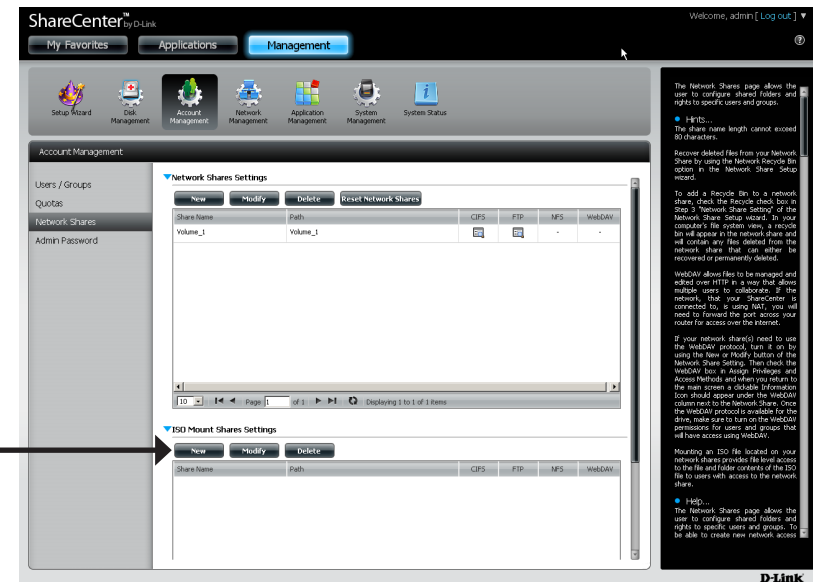 ShareCenter™ by D-Link
Welcome, admin [ Log out ] ▼
My Favorites
Applications
Management
Setup Wizard
Disk
Management
Account
Management
Network
Management
Application
Management
System
Management
System Status
Account Management
Users / Groups
Quotas
Network Shares
Admin Password
Network Shares Settings
New Modify Delete Reset Network Shares
Share Name Path CIFS FTP NFS WebDAV
Volume_1 Volume_1 - -
10 Page 1 of 1 Displaying 1 to 1 of 1 items
ISO Mount Shares Settings
New Modify Delete
Share Name Path CIFS FTP NFS WebDAV
The Network Shares page allows the
user to configure shared folders and
rights to specific users and groups.
Hints...
The share name length cannot exceed
80 characters.
Recover deleted files from your Network
Share by using the Network Recycle Bin
option in the Network Share Setup
wizard.
To add a Recycle Bin to a network
share, check the Recycle check box in
Step 3 "Network Share Setting" of the
Network Share Setup wizard. In your
computer's file system view, a recycle
bin will appear in the network share and
will contain any files deleted from the
network share that can either be
recovered or permanently deleted.
WebDAV allows files to be managed and
edited over HTTP in a way that allows
multiple users to collaborate. If the
network, that your ShareCenter is
connected to, is using NAT, you will
need to forward the port across your
router for access over the internet.
If your network share(s) need to use
the WebDAV protocol, turn it on by
using the New or Modify button of the
Network Share Setting. Then check the
WebDAV box in Assign Privileges and
Access Methods and when you return to
the main screen a clickable Information
Icon should appear under the WebDAV
column next to the Network Share. Once
the WebDAV protocol is available for the
drive, make sure to turn on the WebDAV
permissions for users and groups that
will have access using WebDAV.
Mounting an ISO file located on your
network shares provides file level access
to the file and folder contents of the ISO
file to users with access to the network
share.
Help...
The Network Shares page allows the
user to configure shared folders and
rights to specific users and groups. To
be able to create new network access
D-Link